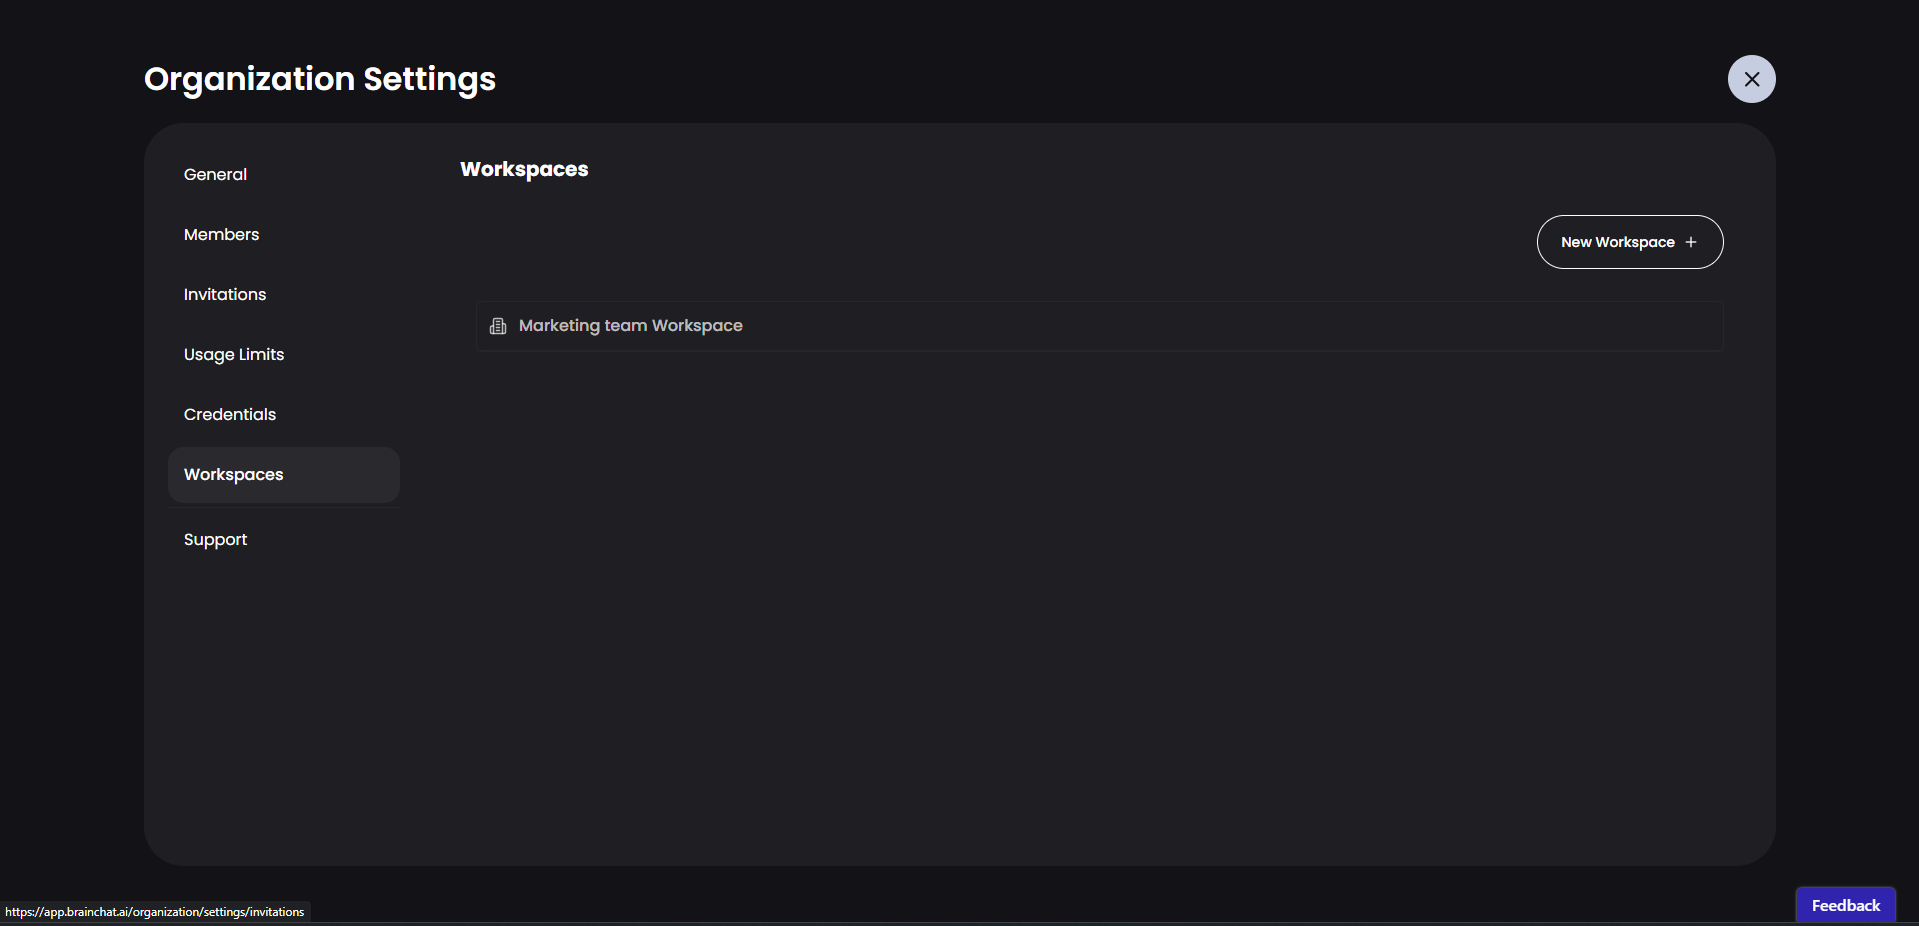 Organization Settings
General
Members
Invitations
Usage Limits
Credentials
Workspaces
Support
Workspaces
New Workspace +
Marketing team Workspace
https://app.brainchat.ai/organization/settings/invitations
Feedback